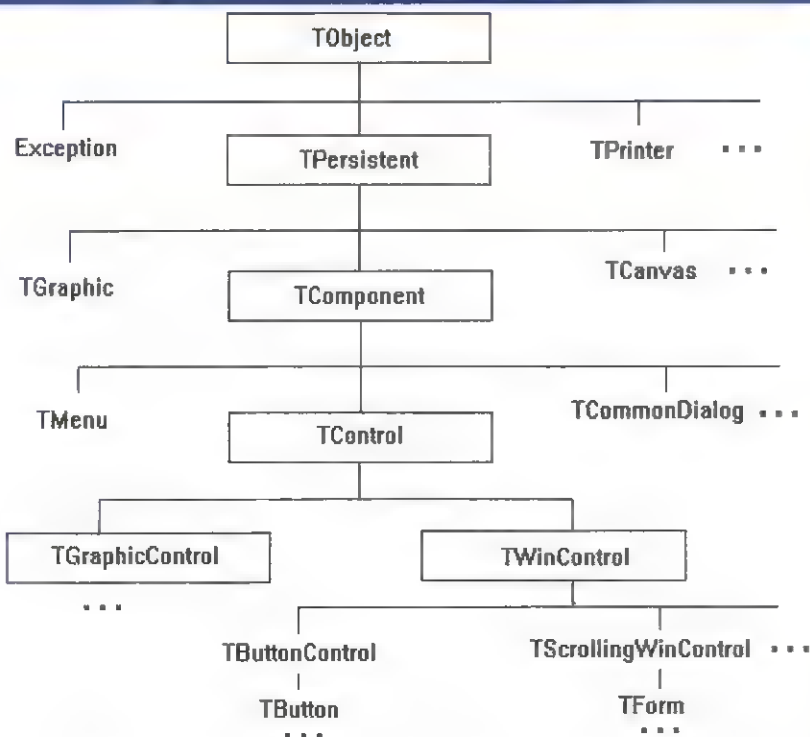 TObject
Exception
TPersistent
TPrinter ...
TGraphic
TComponent
TCanvas ...
TMenu
TControl
TCommonDialog ...
TGraphicControl
TWinControl
...
TButtonControl
TScrollingWinControl ...
TButton
TForm
...
...